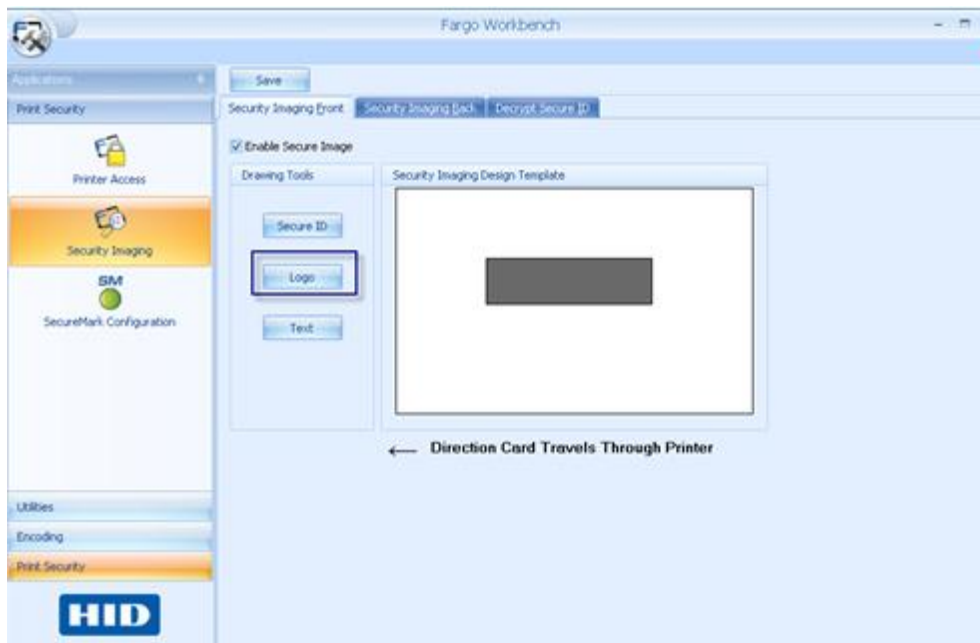 Fargo Workbench
Applications
Print Security
Printer Access
Security Imaging
SM
SecureMark Configuration
Utilities
Encoding
Print Security
HID
Save
Security Imaging Front
Security Imaging Back
Decrypt Secure ID
Enable Secure Image
Drawing Tools
Secure ID
Logo
Text
Security Imaging Design Template
← Direction Card Travels Through Printer